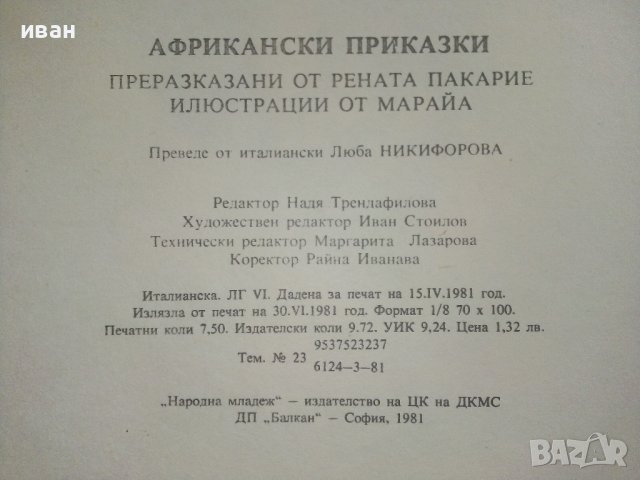 иван
АФРИКАНСКИ ПРИКАЗКИ
ПРЕРАЗКАЗАНИ ОТ РЕНАТА ПАКАРИЕ
ИЛЮСТРАЦИИ ОТ МАРАЙА
Преведе от италиански Люба НИКИФОРОВА
Редактор Надя Трендафилова
Художествен редактор Иван Стоилов
Технически редактор Маргарита Лазарова
Коректор Райна Иванава
Италианска. ЛГ VI. Дадена за печат на 15.IV.1981 год.
Излязла от печат на 30.VI.1981 год. Формат 1/8 70 x 100.
Печатни коли 7,50. Издателски коли 9.72. УИК 9,24. Цена 1,32 лв.
Тем. № 23 9537523237
6124—3—81
„Народна младеж“ — издателство на ЦК на ДКМС
ДП „Балкан“ — София, 1981
BAZAR